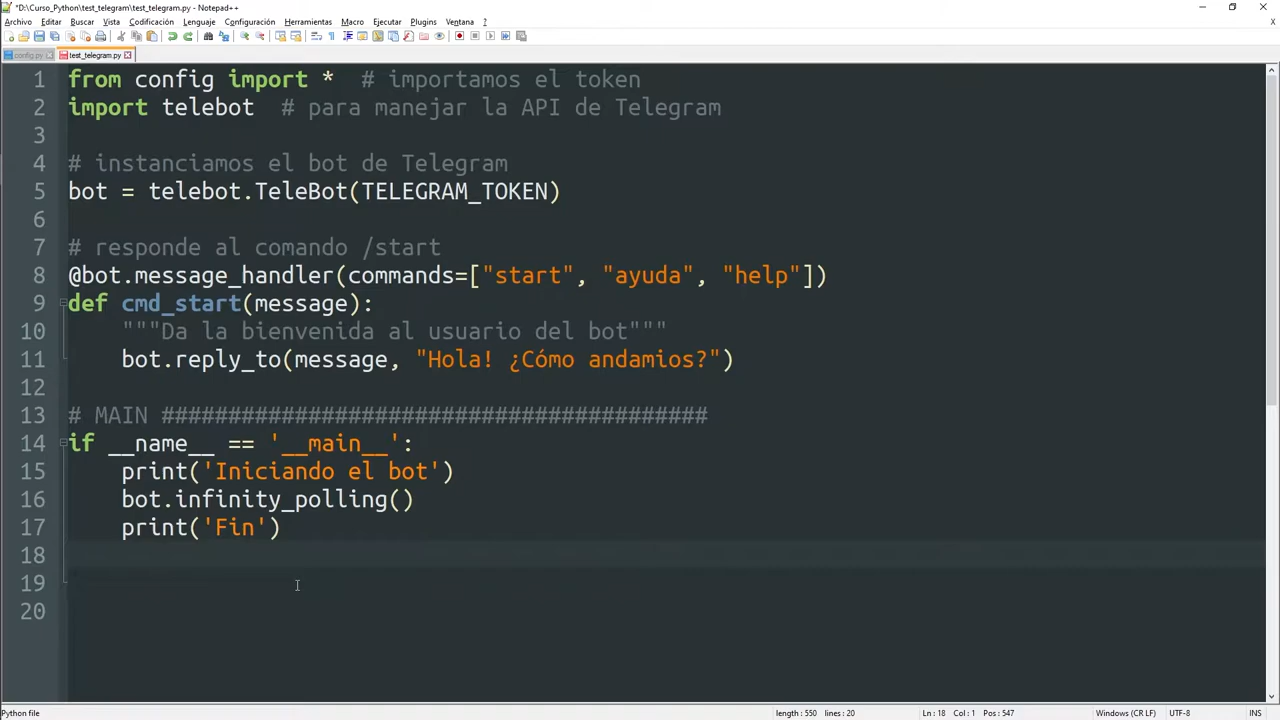 *D:\Curso_Python\test_telegram\test_telegram.py - Notepad++
Archivo Editar Buscar Vista Codificación Lenguaje Configuración Herramientas Macro Ejecutar Plugins Ventana ?
config.py test_telegram.py
1 from config import *  # importamos el token
2 import telebot  # para manejar la API de Telegram
3
4 # instanciamos el bot de Telegram
5 bot = telebot.TeleBot(TELEGRAM_TOKEN)
6
7 # responde al comando /start
8 @bot.message_handler(commands=["start", "ayuda", "help"])
9 def cmd_start(message):
10     """Da la bienvenida al usuario del bot"""
11     bot.reply_to(message, "Hola! ¿Cómo andamios?")
12
13 # MAIN #########################################
14 if __name__ == '__main__':
15     print('Iniciando el bot')
16     bot.infinity_polling()
17     print('Fin')
18
19
20
Python file length : 550 lines : 20 Ln : 18 Col : 1 Pos : 547 Windows (CR LF) UTF-8 INS